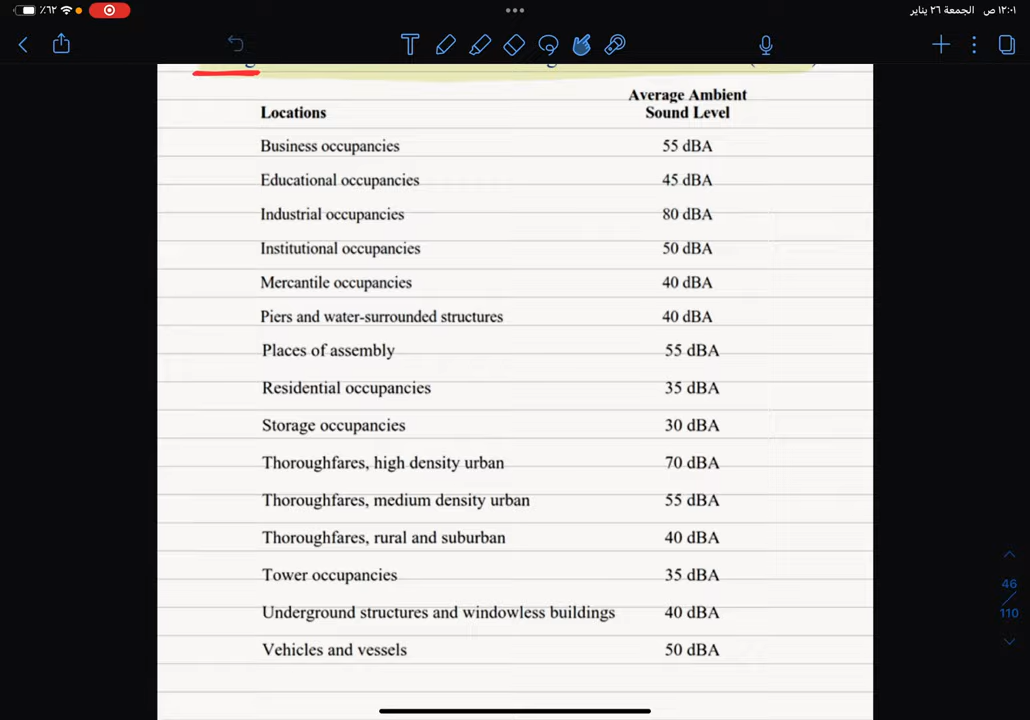 ٪٦٢
١٢:٠١ ص الجمعة ٢٦ يناير
Average Ambient
Locations Sound Level
Business occupancies 55 dBA
Educational occupancies 45 dBA
Industrial occupancies 80 dBA
Institutional occupancies 50 dBA
Mercantile occupancies 40 dBA
Piers and water-surrounded structures 40 dBA
Places of assembly 55 dBA
Residential occupancies 35 dBA
Storage occupancies 30 dBA
Thoroughfares, high density urban 70 dBA
Thoroughfares, medium density urban 55 dBA
Thoroughfares, rural and suburban 40 dBA
Tower occupancies 35 dBA
Underground structures and windowless buildings 40 dBA
Vehicles and vessels 50 dBA
46
110